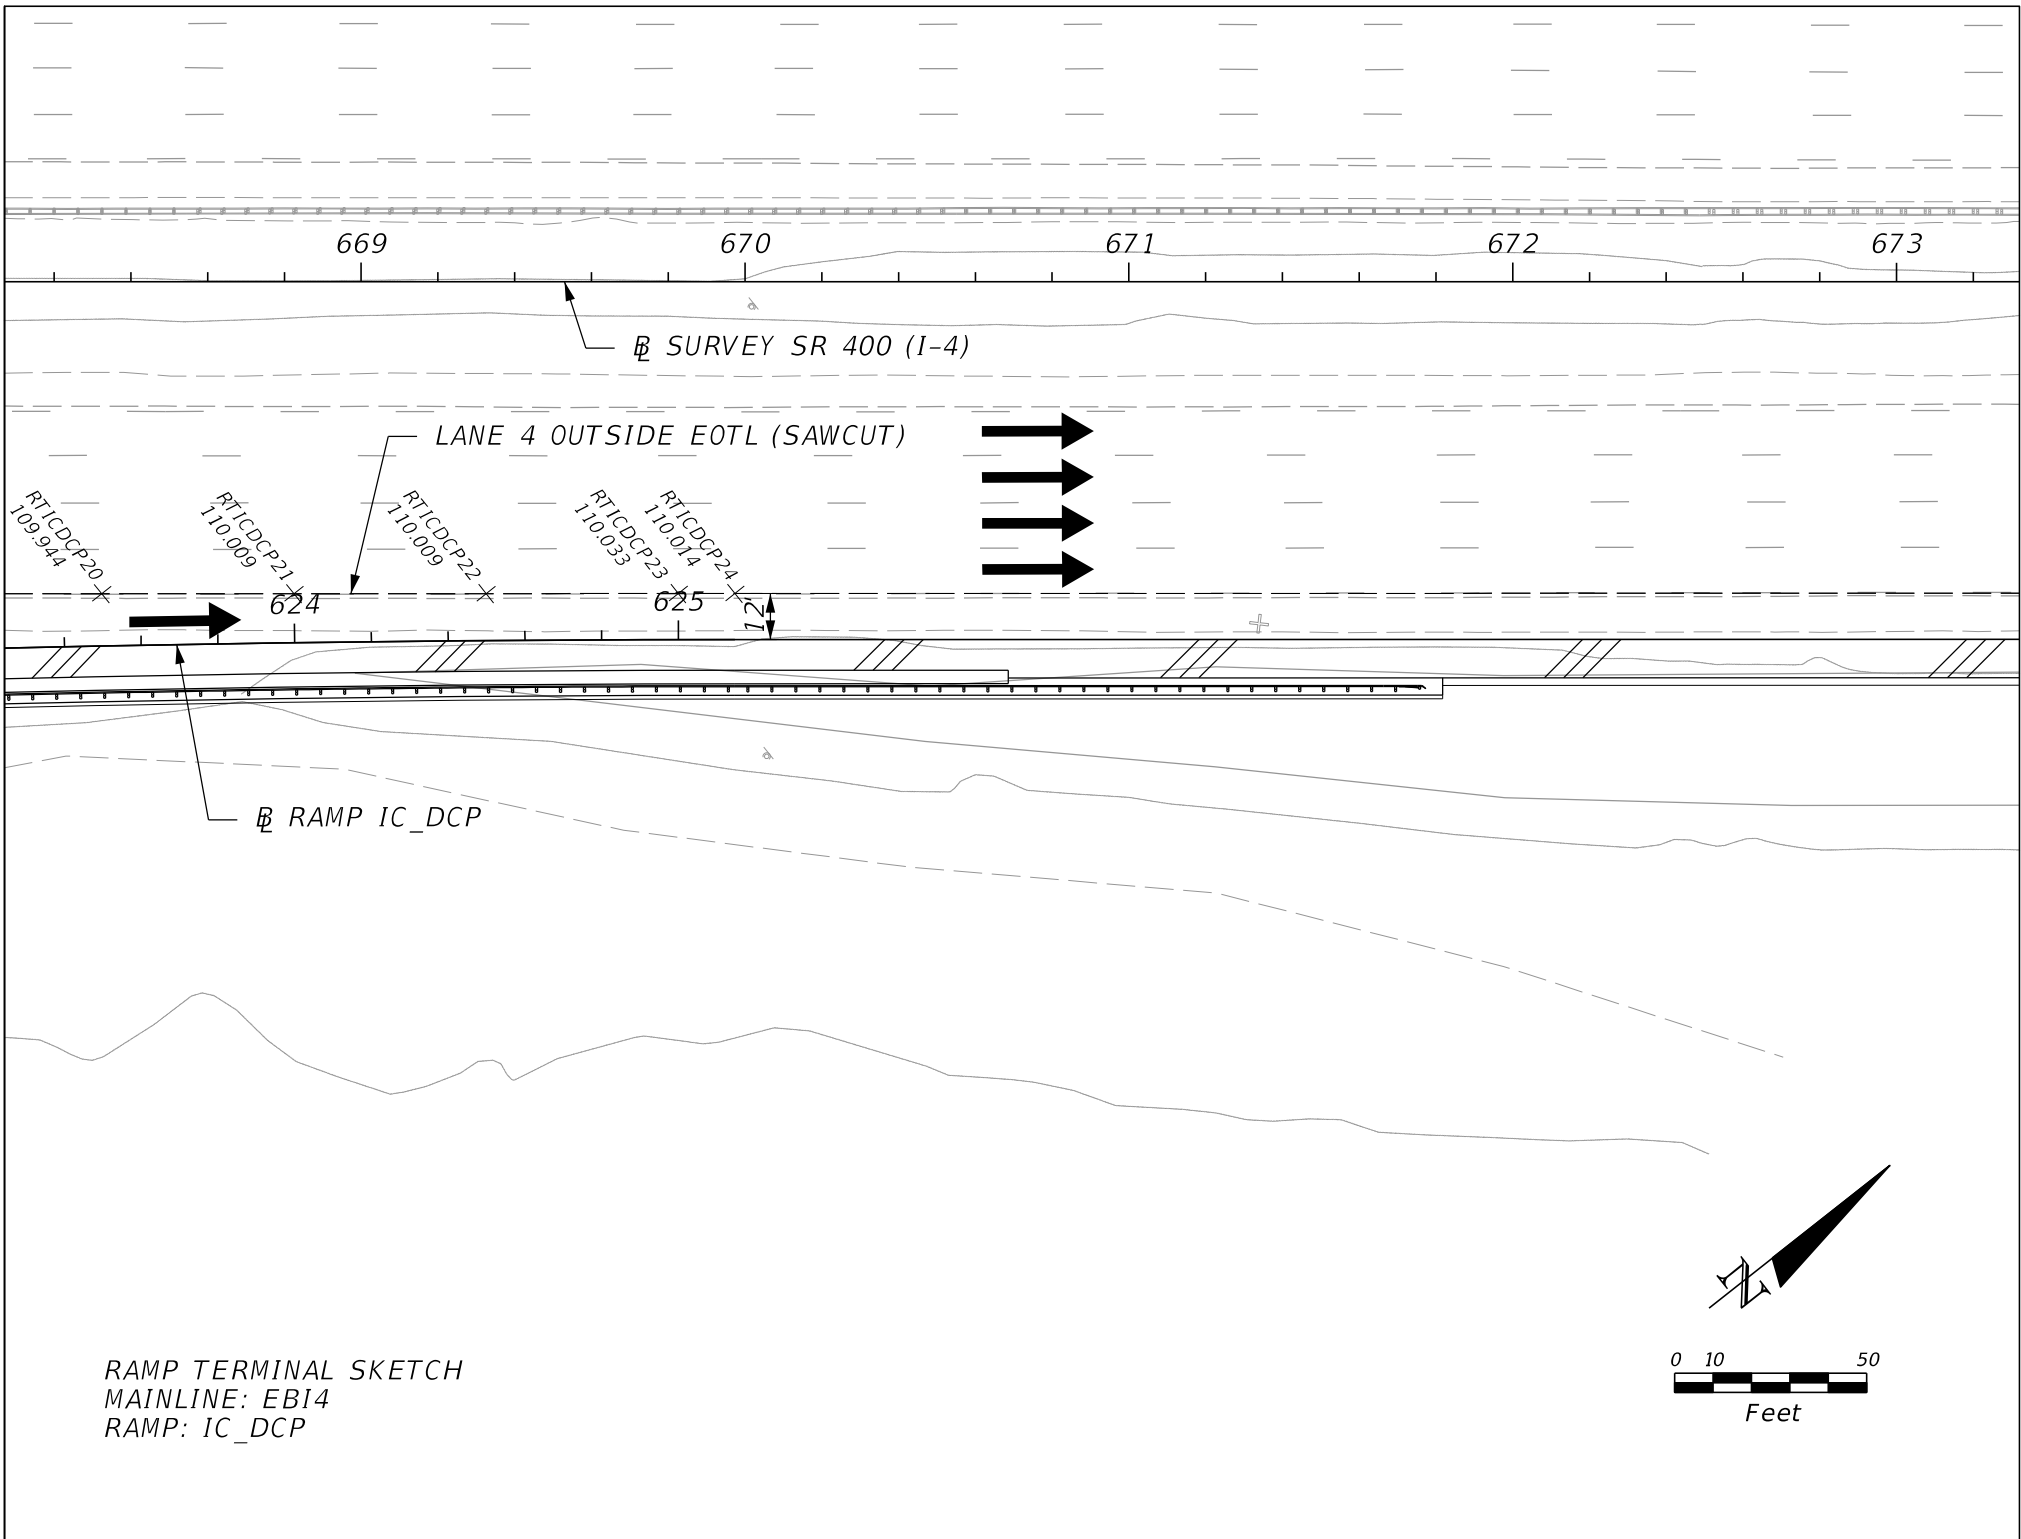 669 670 671 672 673
BL SURVEY SR 400 (I-4)
LANE 4 OUTSIDE EOTL (SAWCUT)
RTICDCP20
109.944
RTICDCP21
110.009
RTICDCP22
110.009
RTICDCP23
110.033
RTICDCP24
110.014
624 625
12'
BL RAMP IC_DCP
N
0 10 50
Feet
RAMP TERMINAL SKETCH
MAINLINE: EBI4
RAMP: IC_DCP